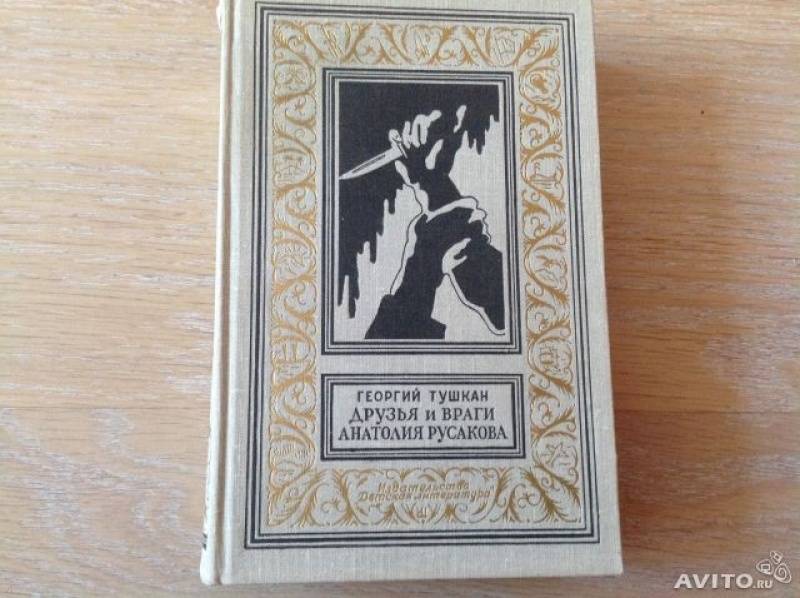 ГЕОРГИЙ ТУШКАН
ДРУЗЬЯ И ВРАГИ
АНАТОЛИЯ РУСАКОВА
Издательство
"Детская литература"
AVITO.ru